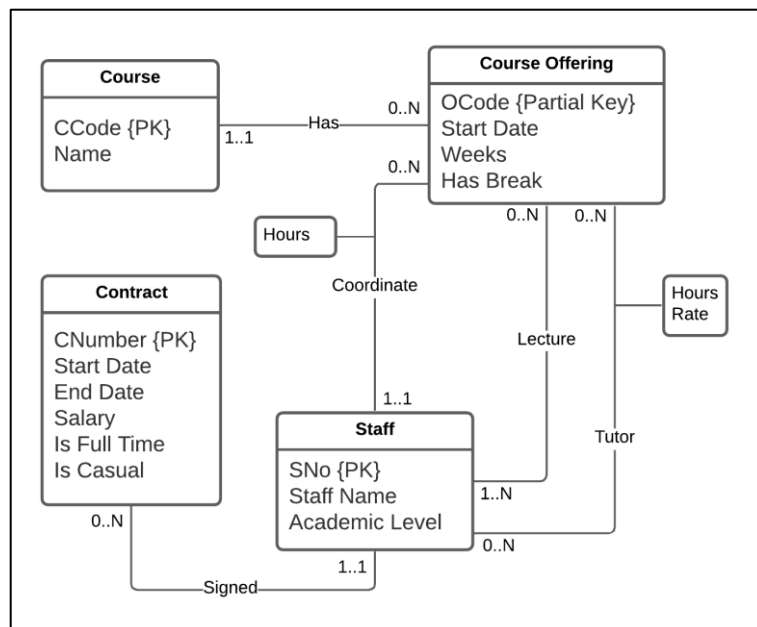 Course
CCode {PK}
Name
Course Offering
OCode {Partial Key}
Start Date
Weeks
Has Break
Has
1..1
0..N
0..N
0..N
0..N
Hours
Coordinate
Hours
Rate
Lecture
Tutor
Contract
CNumber {PK}
Start Date
End Date
Salary
Is Full Time
Is Casual
1..1
Staff
SNo {PK}
Staff Name
Academic Level
1..N
0..N
0..N
1..1
Signed